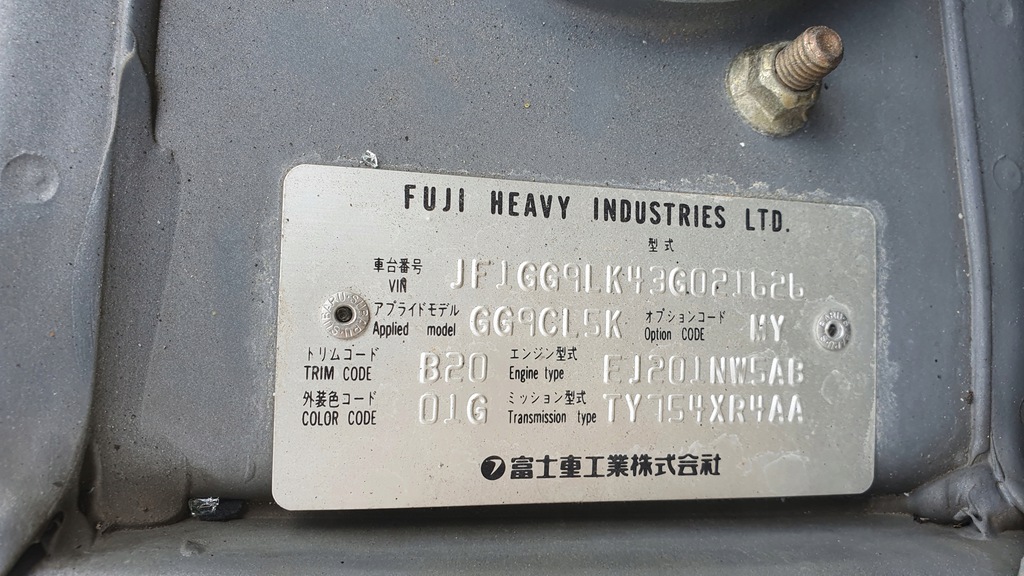 FUJI HEAVY INDUSTRIES LTD.
型式
車台番号 VIN JF1GG9LK43G021626
アプライドモデル Applied model GG9CL5K オプションコード Option CODE MY
トリムコード TRIM CODE B20 エンジン型式 Engine type EJ201NW5AB
外装色コード COLOR CODE 01G ミッション型式 Transmission type TY754XR4AA
富士重工業株式会社